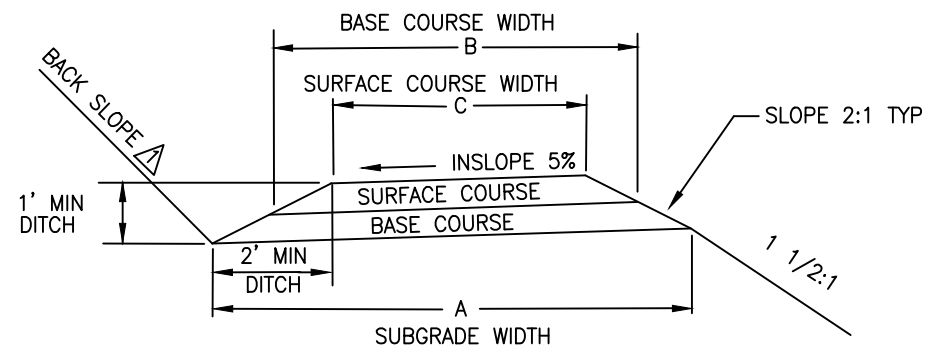 BASE COURSE WIDTH
B
SURFACE COURSE WIDTH
C
BACK SLOPE 1
SLOPE 2:1 TYP
INSLOPE 5%
SURFACE COURSE
BASE COURSE
1' MIN
DITCH
2' MIN
DITCH
1 1/2:1
A
SUBGRADE WIDTH